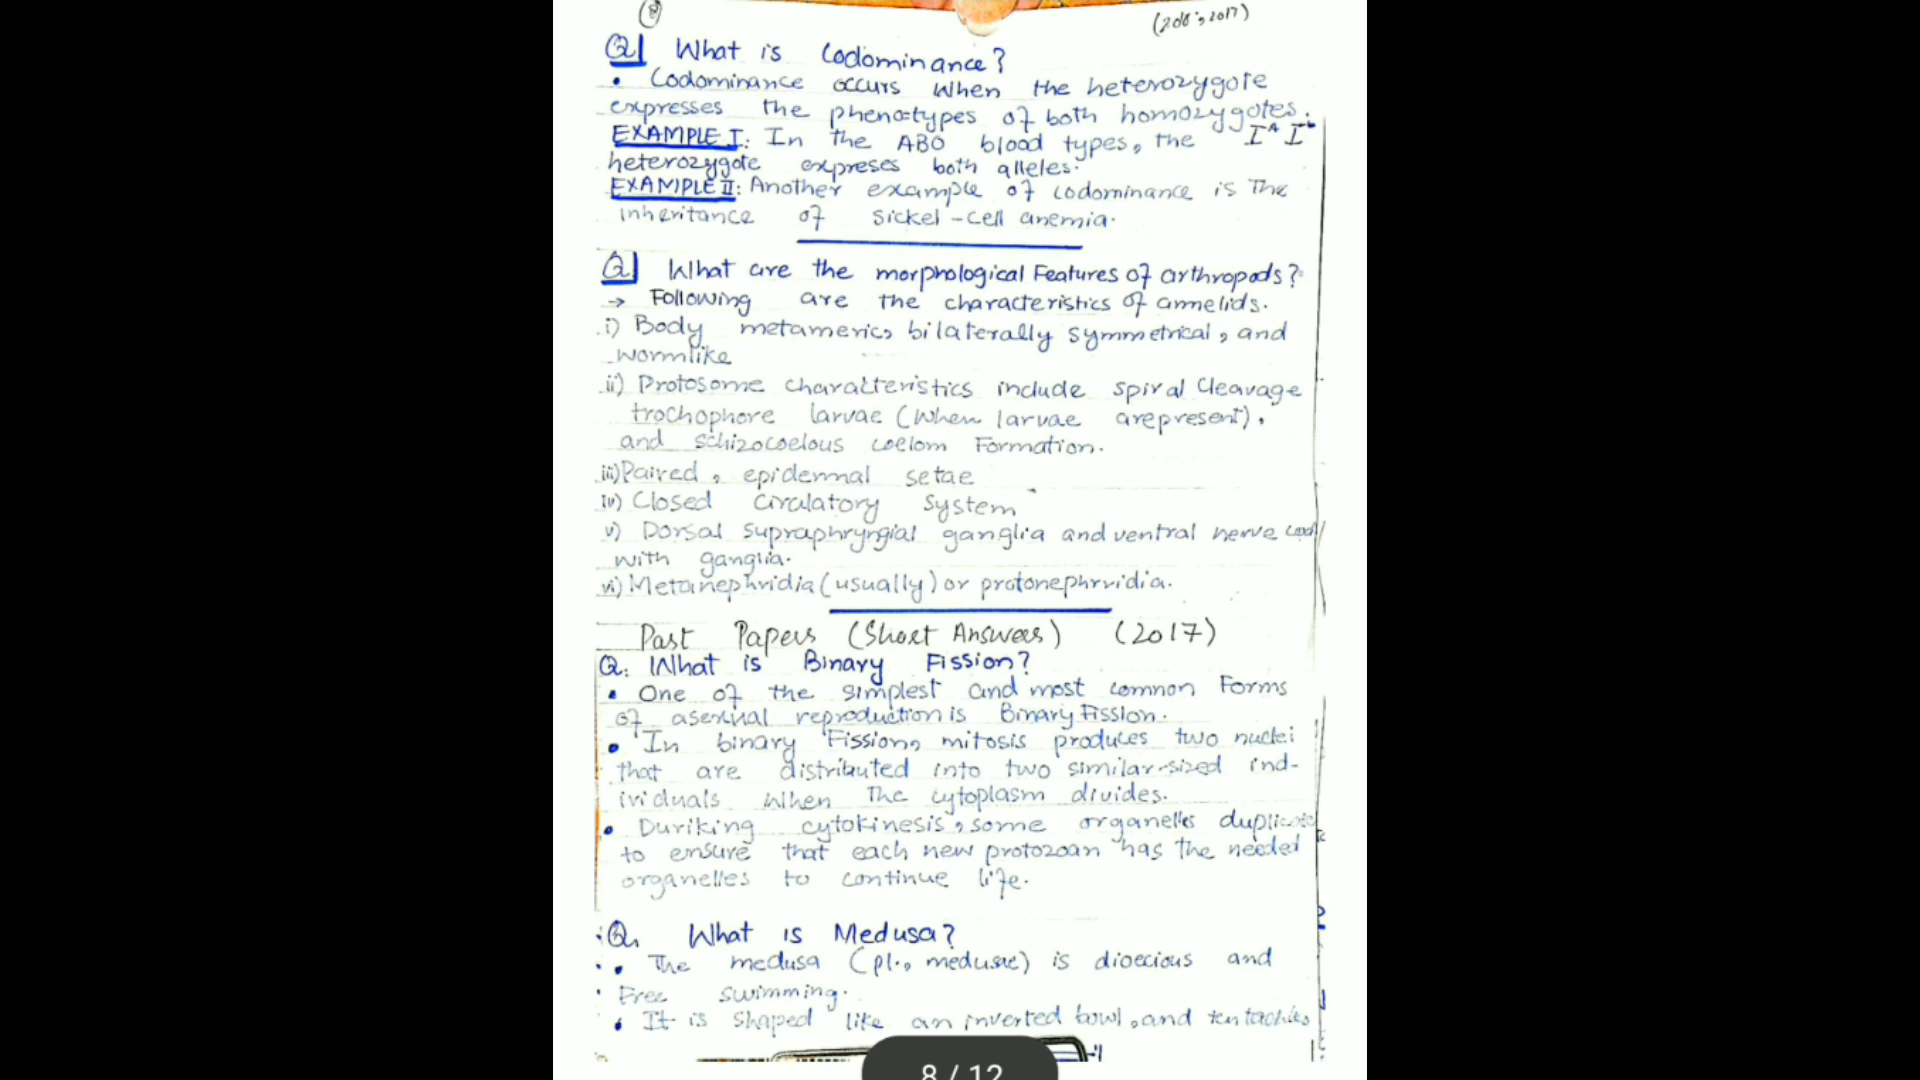 8
(2016, 2017)
Q What is Codominance?
• Codominance occurs when the heterozygote
expresses the phenotypes of both homozygotes.
EXAMPLE I: In the ABO blood types, the Iᴬ Iᵇ
heterozygote expreses both alleles.
EXAMPLE II: Another example of codominance is The
inheritance of Sickel-cell anemia.
Q What are the morphological Features of arthropods?
→ Following are the characteristics of annelids.
i) Body metameric, bilaterally symmetrical, and
wormlike
ii) Protosome characteristics include spiral Cleavage
trochophore larvae (When larvae are present),
and schizocoelous coelom Formation.
iii) Paired, epidermal setae
iv) Closed circulatory system
v) Dorsal supraphryngial ganglia and ventral nerve cord
with ganglia.
vi) Metanephridia (usually) or protonephrvidia.
Past Papers (Short Answers) (2017)
Q. What is Binary Fission?
• One of the simplest and most common Forms
of asexual reproduction is Binary Fission.
• In binary Fission, mitosis produces two nuclei
that are distributed into two similar-sized ind-
ividuals when The cytoplasm divides.
• Duriking cytokinesis, some organelles duplicate
to ensure that each new protozoan has the needed
organelles to continue life.
Q. What is Medusa?
• The medusa (pl., medusae) is dioecious and
Free swimming.
• It is shaped like an inverted bowl, and tentacles
8 / 12